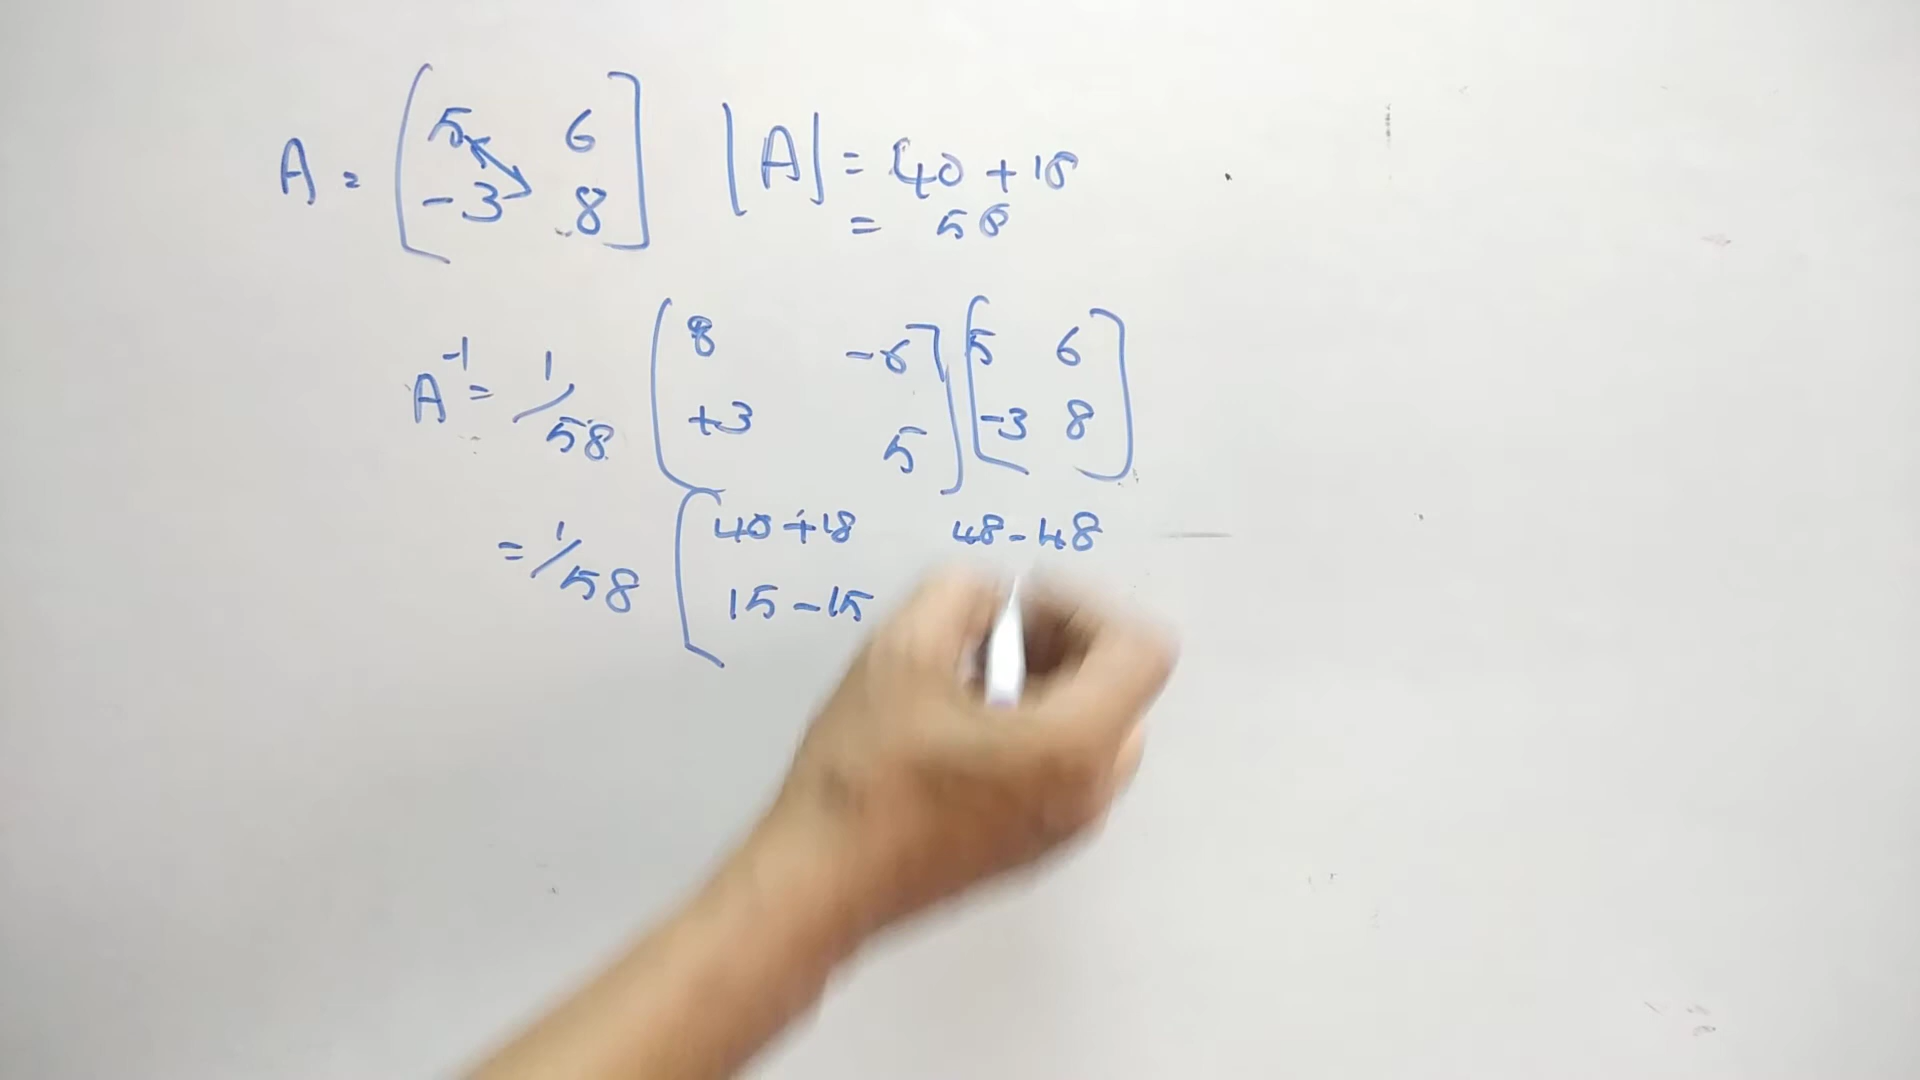 A = [5 6 |A| = 40 + 18
-3 8] = 58
A⁻¹ = 1/58 [8 -6 [5 6
+3 5] -3 8]
= 1/58 [40 + 18 48 - 48
15 - 15